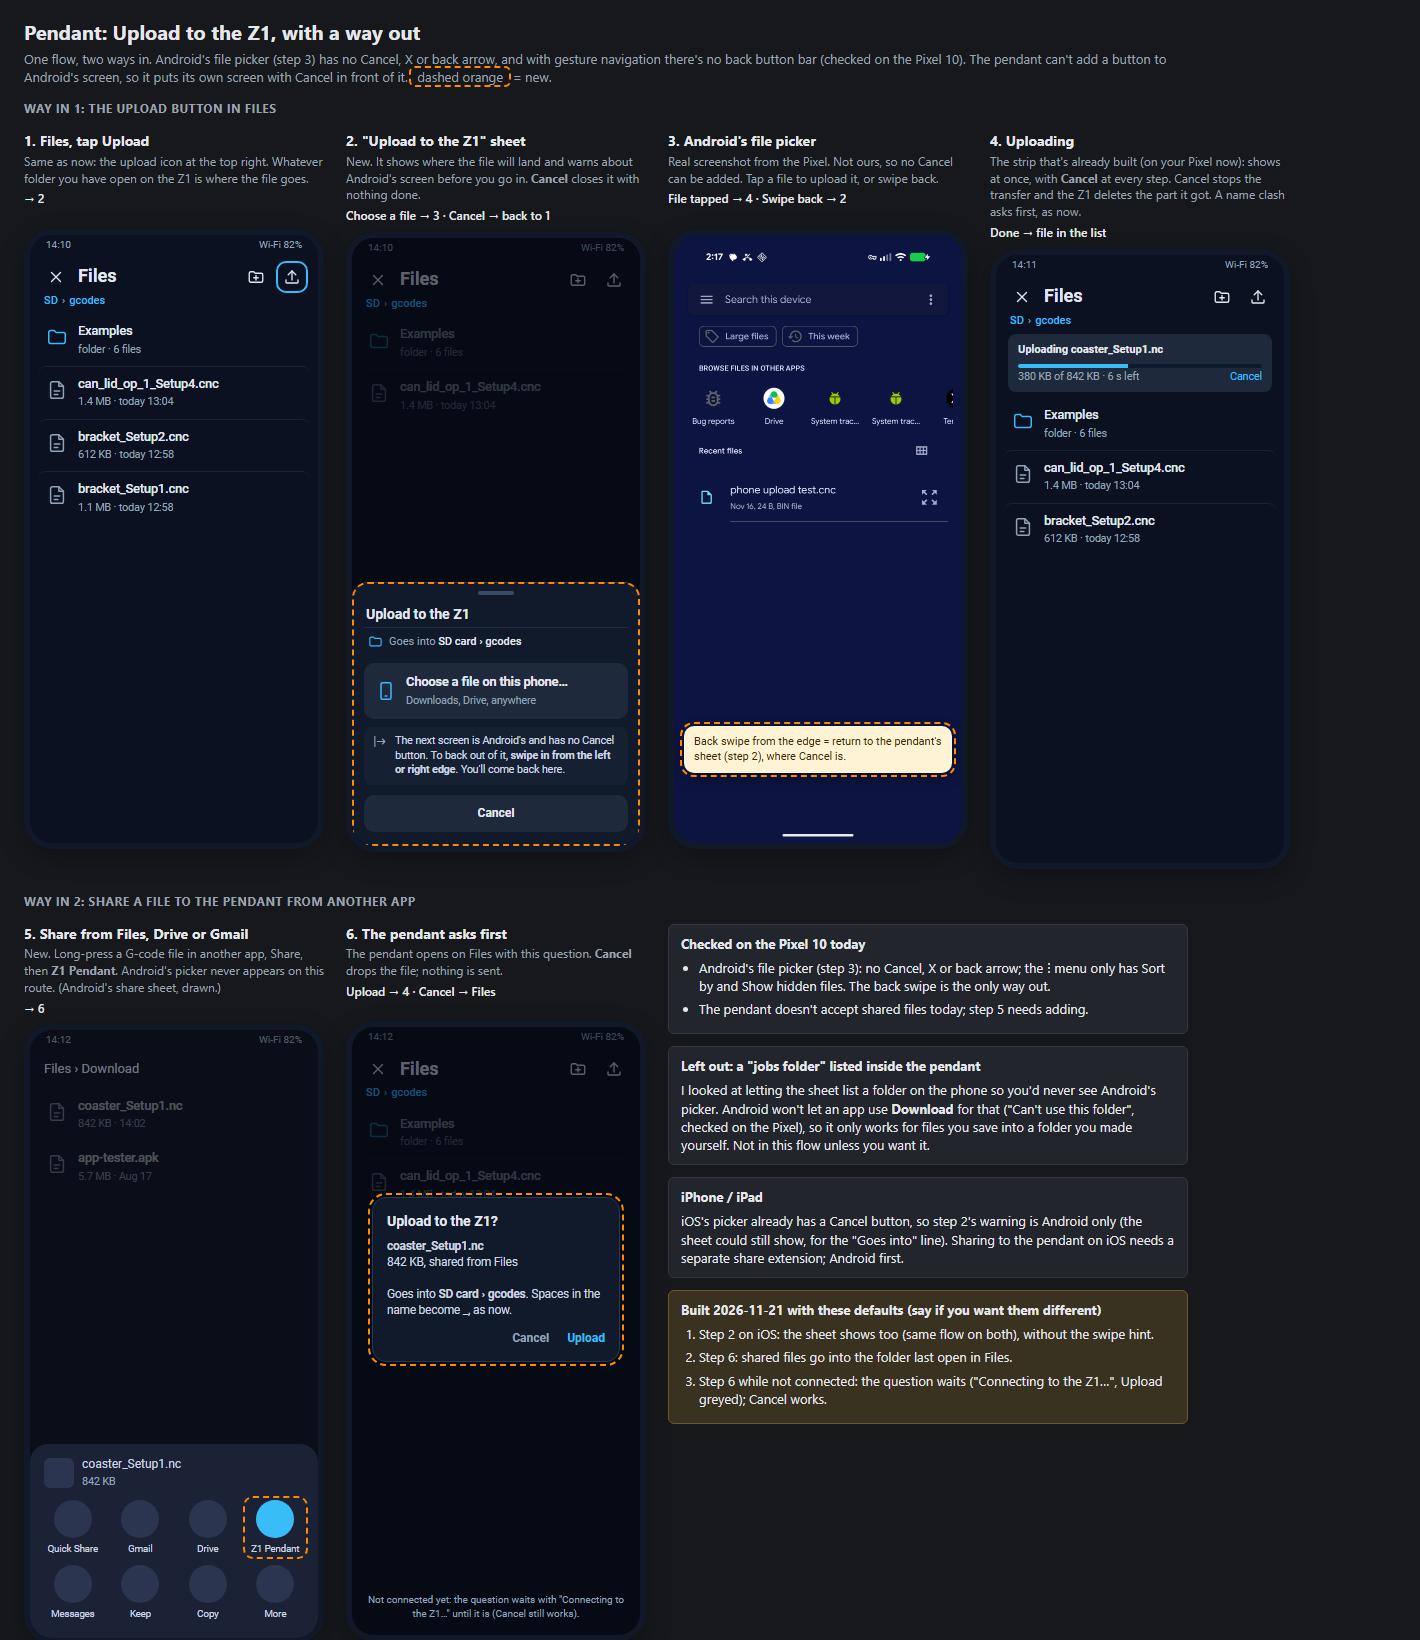 Pendant: Upload to the Z1, with a way out
One flow, two ways in. Android's file picker (step 3) has no Cancel, X or back arrow, and with gesture navigation there's no back button bar (checked on the Pixel 10). The pendant can't add a button to
Android's screen, so it puts its own screen with Cancel in front of it. dashed orange = new.
WAY IN 1: THE UPLOAD BUTTON IN FILES
1. Files, tap Upload
Same as now: the upload icon at the top right. Whatever
folder you have open on the Z1 is where the file goes.
→ 2
14:10 Wi-Fi 82%
Files
SD › gcodes
Examples
folder · 6 files
can_lid_op_1_Setup4.cnc
1.4 MB · today 13:04
bracket_Setup2.cnc
612 KB · today 12:58
bracket_Setup1.cnc
1.1 MB · today 12:58
2. "Upload to the Z1" sheet
New. It shows where the file will land and warns about
Android's screen before you go in. Cancel closes it with
nothing done.
Choose a file → 3 · Cancel → back to 1
14:10 Wi-Fi 82%
Files
SD › gcodes
Examples
folder · 6 files
can_lid_op_1_Setup4.cnc
1.4 MB · today 13:04
Upload to the Z1
Goes into SD card › gcodes
Choose a file on this phone...
Downloads, Drive, anywhere
The next screen is Android's and has no Cancel
button. To back out of it, swipe in from the left
or right edge. You'll come back here.
Cancel
3. Android's file picker
Real screenshot from the Pixel. Not ours, so no Cancel
can be added. Tap a file to upload it, or swipe back.
File tapped → 4 · Swipe back → 2
2:17
Search this device
Large files This week
BROWSE FILES IN OTHER APPS
Bug reports Drive System trac... System trac... Ter
Recent files
phone upload test.cnc
Nov 16, 24 B, BIN file
Back swipe from the edge = return to the pendant's
sheet (step 2), where Cancel is.
4. Uploading
The strip that's already built (on your Pixel now): shows
at once, with Cancel at every step. Cancel stops the
transfer and the Z1 deletes the part it got. A name clash
asks first, as now.
Done → file in the list
14:11 Wi-Fi 82%
Files
SD › gcodes
Uploading coaster_Setup1.nc
380 KB of 842 KB · 6 s left Cancel
Examples
folder · 6 files
can_lid_op_1_Setup4.cnc
1.4 MB · today 13:04
bracket_Setup2.cnc
612 KB · today 12:58
WAY IN 2: SHARE A FILE TO THE PENDANT FROM ANOTHER APP
5. Share from Files, Drive or Gmail
New. Long-press a G-code file in another app, Share,
then Z1 Pendant. Android's picker never appears on this
route. (Android's share sheet, drawn.)
→ 6
14:12 Wi-Fi 82%
Files › Download
coaster_Setup1.nc
842 KB · 14:02
app-tester.apk
5.7 MB · Aug 17
coaster_Setup1.nc
842 KB
Quick Share Gmail Drive Z1 Pendant
Messages Keep Copy More
6. The pendant asks first
The pendant opens on Files with this question. Cancel
drops the file; nothing is sent.
Upload → 4 · Cancel → Files
14:12 Wi-Fi 82%
Files
SD › gcodes
Examples
folder · 6 files
can_lid_op_1_Setup4.cnc
Upload to the Z1?
coaster_Setup1.nc
842 KB, shared from Files
Goes into SD card › gcodes. Spaces in the
name become _, as now.
Cancel Upload
Not connected yet: the question waits with "Connecting to
the Z1..." until it is (Cancel still works).
Checked on the Pixel 10 today
• Android's file picker (step 3): no Cancel, X or back arrow; the ⋮ menu only has Sort
by and Show hidden files. The back swipe is the only way out.
• The pendant doesn't accept shared files today; step 5 needs adding.
Left out: a "jobs folder" listed inside the pendant
I looked at letting the sheet list a folder on the phone so you'd never see Android's
picker. Android won't let an app use Download for that ("Can't use this folder",
checked on the Pixel), so it only works for files you save into a folder you made
yourself. Not in this flow unless you want it.
iPhone / iPad
iOS's picker already has a Cancel button, so step 2's warning is Android only (the
sheet could still show, for the "Goes into" line). Sharing to the pendant on iOS needs a
separate share extension; Android first.
Built 2026-11-21 with these defaults (say if you want them different)
1. Step 2 on iOS: the sheet shows too (same flow on both), without the swipe hint.
2. Step 6: shared files go into the folder last open in Files.
3. Step 6 while not connected: the question waits ("Connecting to the Z1...", Upload
greyed); Cancel works.